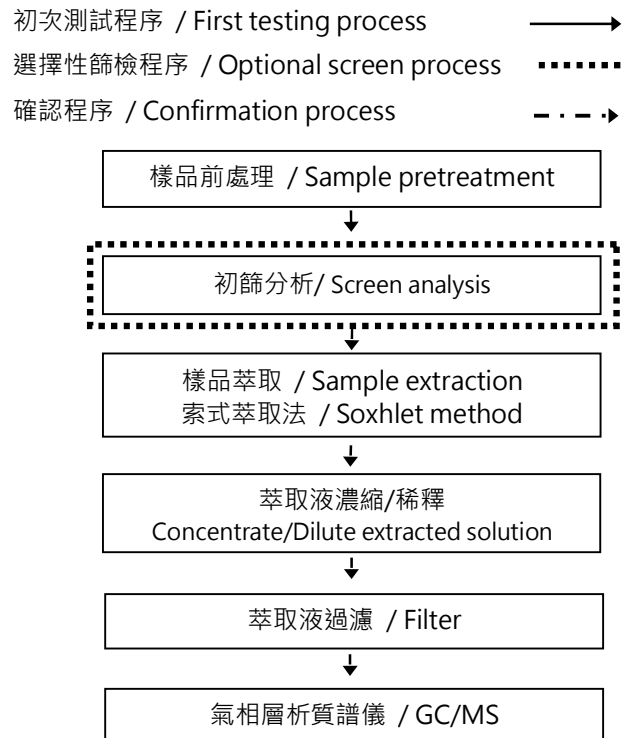 初次測試程序 / First testing process
選擇性篩檢程序 / Optional screen process
確認程序 / Confirmation process
樣品前處理 / Sample pretreatment
初篩分析/ Screen analysis
樣品萃取 / Sample extraction
索式萃取法 / Soxhlet method
萃取液濃縮/稀釋
Concentrate/Dilute extracted solution
萃取液過濾 / Filter
氣相層析質譜儀 / GC/MS